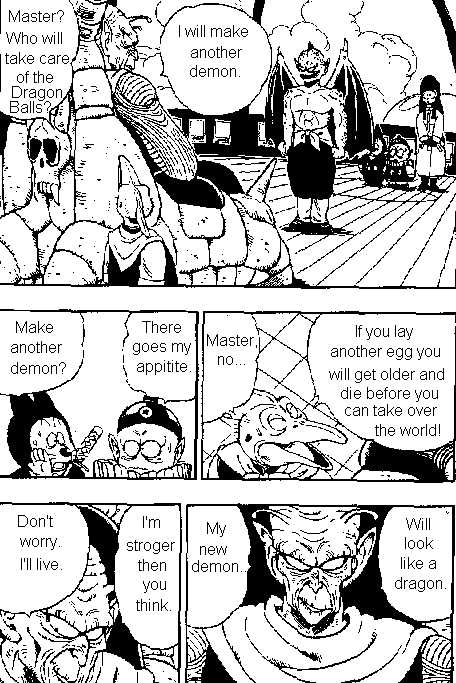 Master?
Who will
take care
of the
Dragon
Balls?
I will make
another
demon.
Make
another
demon?
There
goes my
appitite.
Master,
no...
If you lay
another egg you
will get older and
die before you
can take over
the world!
Don't
worry.
I'll live.
I'm
stroger
then
you
think.
My
new
demon...
Will
look
like a
dragon.